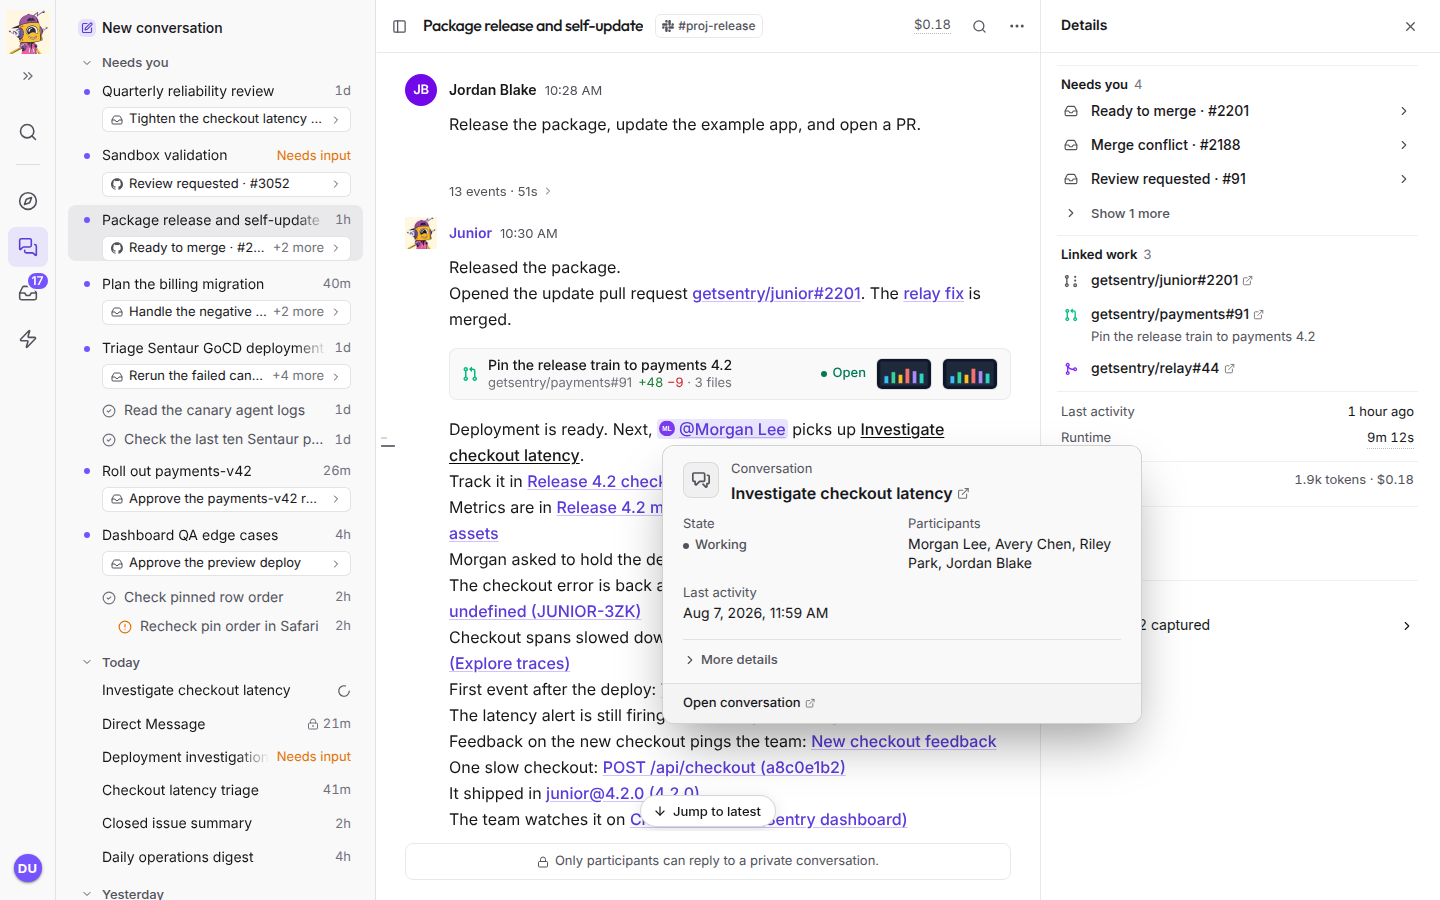 New conversation
Needs you
Quarterly reliability review 1d
Tighten the checkout latency ...
Sandbox validation Needs input
Review requested · #3052
Package release and self-update 1h
Ready to merge · #2... +2 more
Plan the billing migration 40m
Handle the negative ... +2 more
Triage Sentaur GoCD deployment 1d
Rerun the failed can... +4 more
Read the canary agent logs 1d
Check the last ten Sentaur p... 1d
Roll out payments-v42 26m
Approve the payments-v42 r...
Dashboard QA edge cases 4h
Approve the preview deploy
Check pinned row order 2h
Recheck pin order in Safari 2h
Today
Investigate checkout latency
Direct Message 21m
Deployment investigation Needs input
Checkout latency triage 41m
Closed issue summary 2h
Daily operations digest 4h
Yesterday
17
DU
Package release and self-update #proj-release $0.18
JB Jordan Blake 10:28 AM
Release the package, update the example app, and open a PR.
13 events · 51s
Junior 10:30 AM
Released the package.
Opened the update pull request getsentry/junior#2201. The relay fix is
merged.
Pin the release train to payments 4.2
getsentry/payments#91 +48 −9 · 3 files
Open
Deployment is ready. Next, ML @Morgan Lee picks up Investigate
checkout latency.
Track it in Release 4.2 check
Metrics are in Release 4.2 m
assets
Morgan asked to hold the de
The checkout error is back a
undefined (JUNIOR-3ZK)
Checkout spans slowed dow
(Explore traces)
First event after the deploy:
The latency alert is still firing
Feedback on the new checkout pings the team: New checkout feedback
One slow checkout: POST /api/checkout (a8c0e1b2)
It shipped in junior@4.2.0 (4.2.0)
The team watches it on C entry dashboard)
Jump to latest
Only participants can reply to a private conversation.
Conversation
Investigate checkout latency
State
Working
Participants
Morgan Lee, Avery Chen, Riley
Park, Jordan Blake
Last activity
Aug 7, 2026, 11:59 AM
More details
Open conversation
Details
Needs you 4
Ready to merge · #2201
Merge conflict · #2188
Review requested · #91
Show 1 more
Linked work 3
getsentry/junior#2201
getsentry/payments#91
Pin the release train to payments 4.2
getsentry/relay#44
Last activity 1 hour ago
Runtime 9m 12s
1.9k tokens · $0.18
2 captured